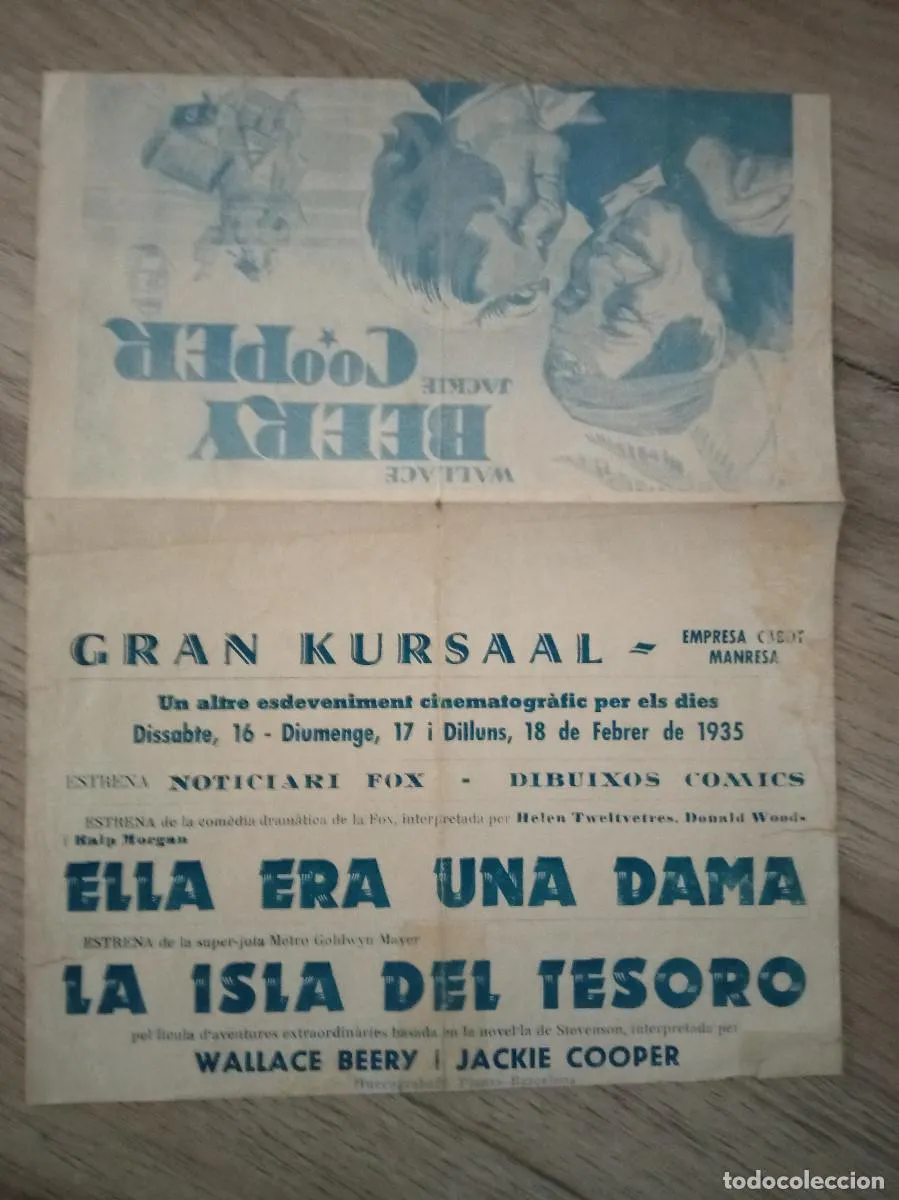 WALLACE
BEERY
JACKIE
COOPER
GRAN KURSAAL - EMPRESA CABOT
MANRESA
Un altre esdeveniment cinematogràfic per els dies
Dissabte, 16 - Diumenge, 17 i Dilluns, 18 de Febrer de 1935
ESTRENA NOTICIARI FOX - DIBUIXOS COMICS
ESTRENA de la comèdia dramàtica de la Fox, interpretada per Helen Tweltvetres, Donald Woods
i Ralp Morgan
ELLA ERA UNA DAMA
ESTRENA de la super-joia Metro Goldwyn Mayer
LA ISLA DEL TESORO
pel·lícula d'aventures extraordinàries basada en la novel·la de Stevenson, interpretada per
WALLACE BEERY i JACKIE COOPER
Barcelona
todocoleccion